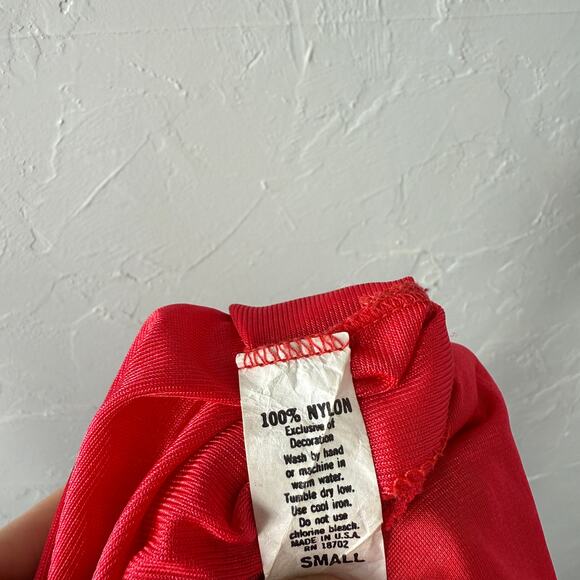 100% NYLON
Exclusive of
Decoration
Wash by hand
or machine in
warm water.
Tumble dry low.
Use cool iron.
Do not use
chlorine bleach.
MADE IN U.S.A.
RN 18702
SMALL